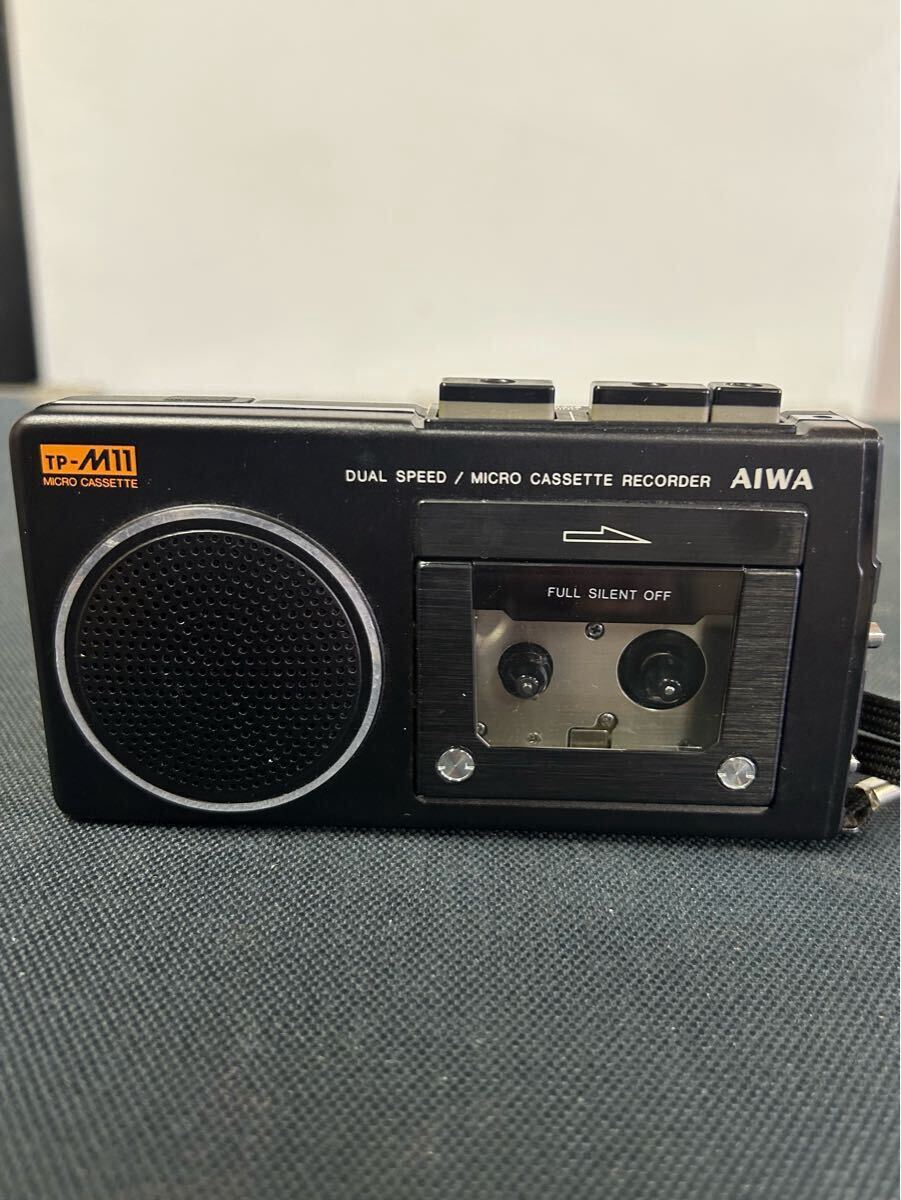 TP-M11
MICRO CASSETTE
DUAL SPEED / MICRO CASSETTE RECORDER AIWA
FULL SILENT OFF